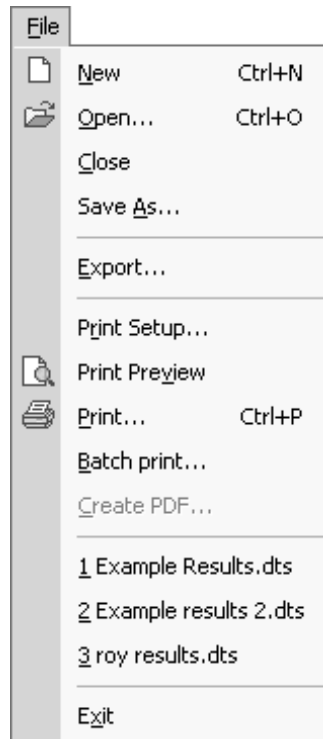 File
New Ctrl+N
Open... Ctrl+O
Close
Save As...
Export...
Print Setup...
Print Preview
Print... Ctrl+P
Batch print...
Create PDF...
1 Example Results.dts
2 Example results 2.dts
3 roy results.dts
Exit